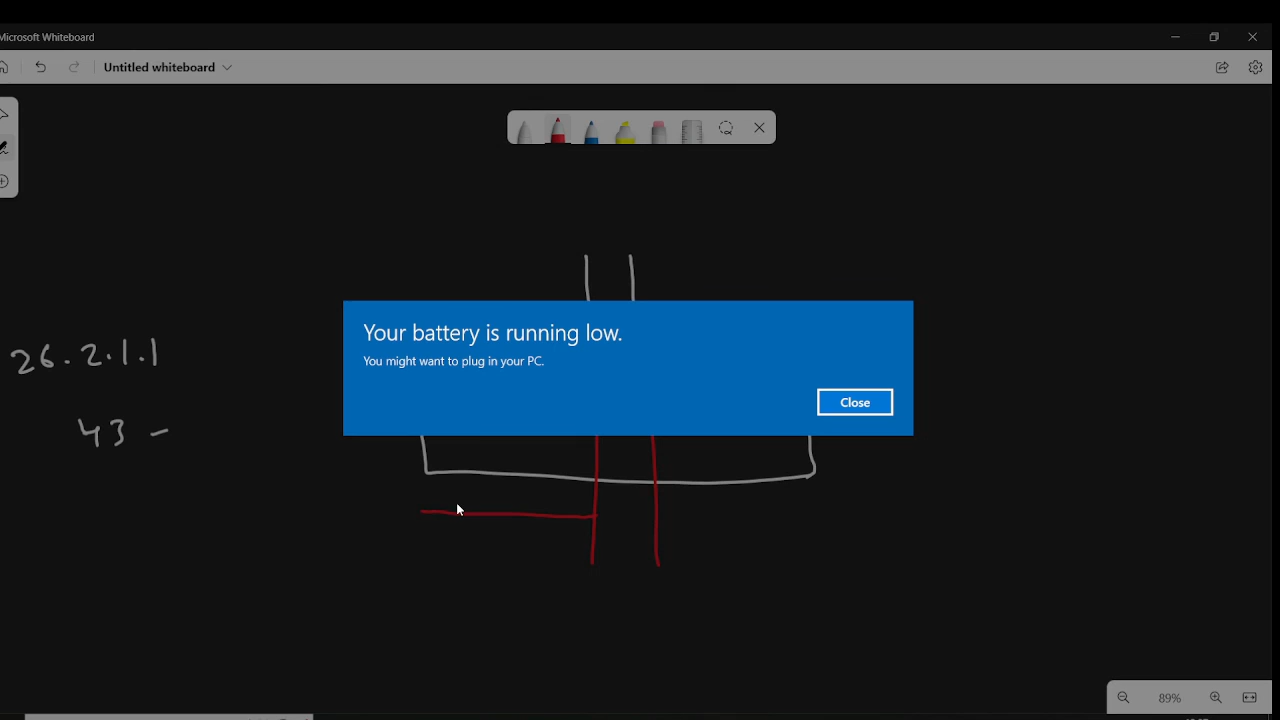 Microsoft Whiteboard
Untitled whiteboard
Your battery is running low.
You might want to plug in your PC.
Close
26.2.1.1
43 -
89%